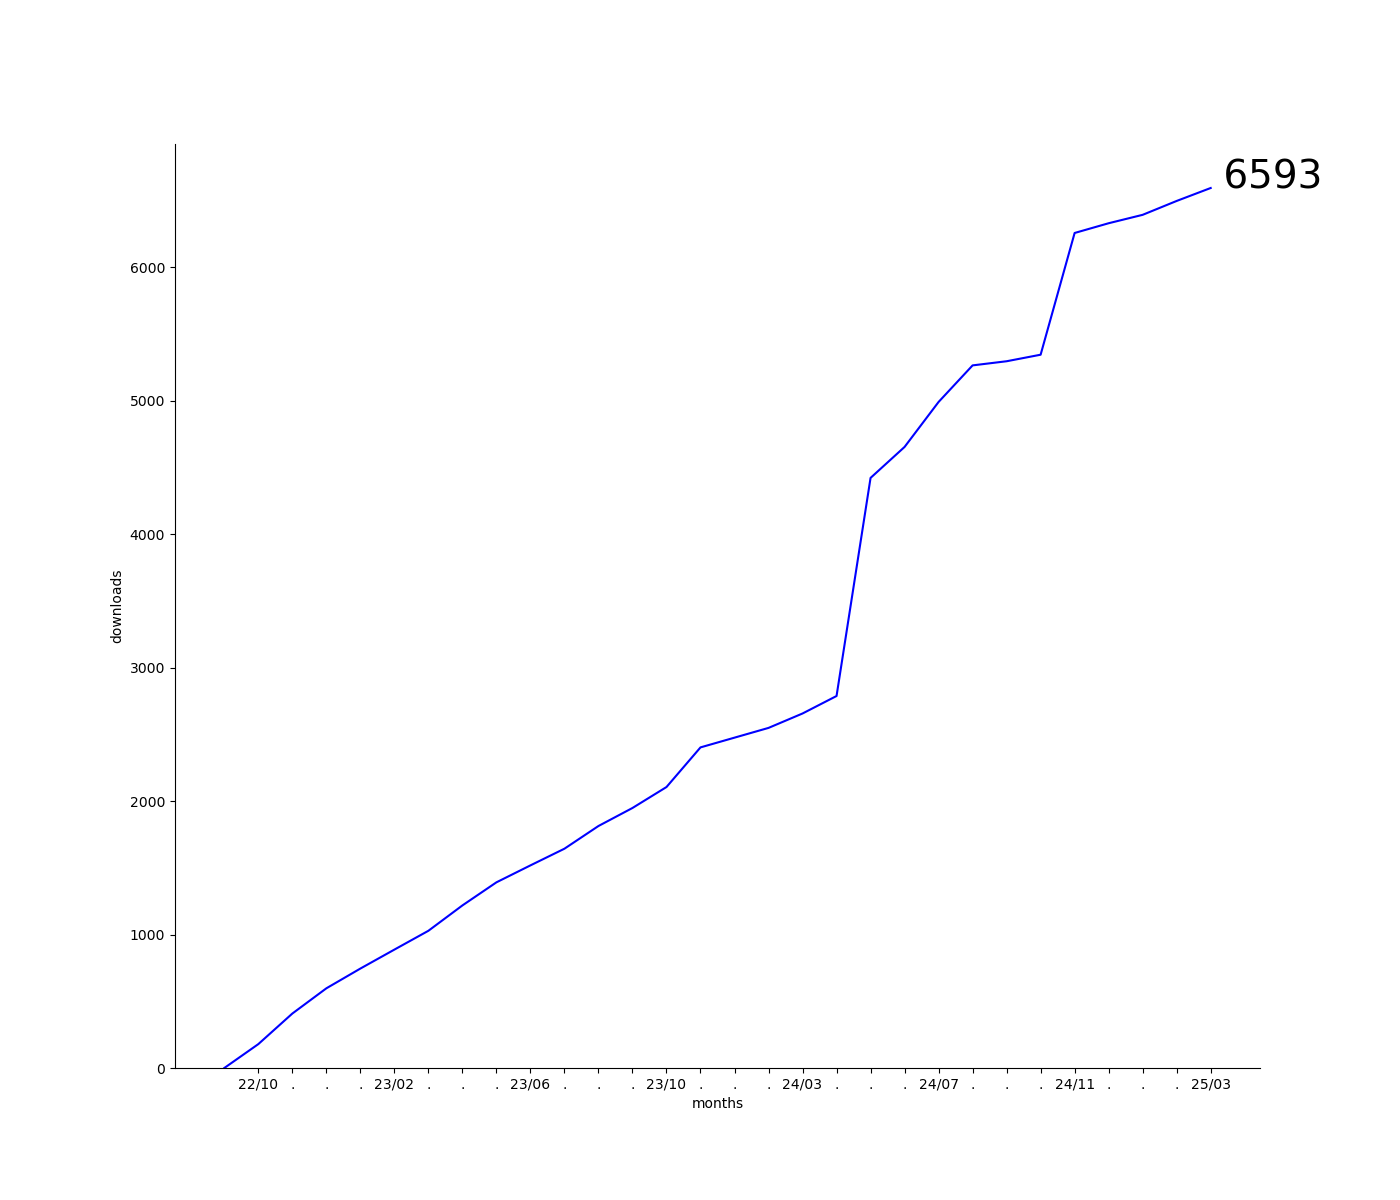 6593
6000
5000
4000
3000
2000
1000
0
downloads
22/10 . . . 23/02 . . . 23/06 . . . 23/10 . . . 24/03 . . . 24/07 . . . 24/11 . . . 25/03
months